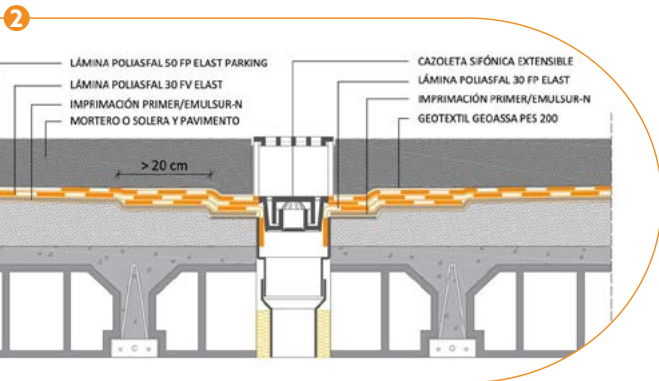 2
LÁMINA POLIASFAL 50 FP ELAST PARKING
LÁMINA POLIASFAL 30 FV ELAST
IMPRIMACIÓN PRIMER/EMULSUR-N
MORTERO O SOLERA Y PAVIMENTO
> 20 cm
CAZOLETA SIFÓNICA EXTENSIBLE
LÁMINA POLIASFAL 30 FP ELAST
IMPRIMACIÓN PRIMER/EMULSUR-N
GEOTEXTIL GEOASSA PES 200